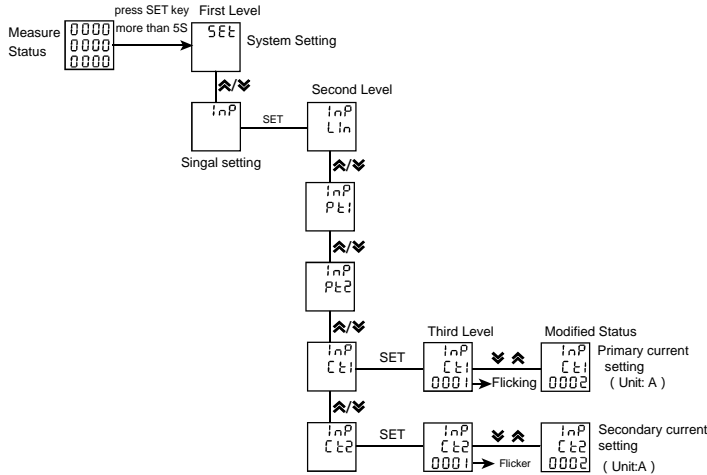 press SET key
First Level
Measure
Status
0000
0000
0000
more than 5S
SEt
System Setting
InP
SET
Singal setting
Second Level
InP
LIn
InP
Pt1
InP
Pt2
Third Level
Modified Status
InP
Ct1
SET
InP
Ct1
0001
Flicking
InP
Ct1
0002
Primary current
setting
( Unit: A )
InP
Ct2
SET
InP
Ct2
0001
Flicker
InP
Ct2
0002
Secondary current
setting
( Unit:A )